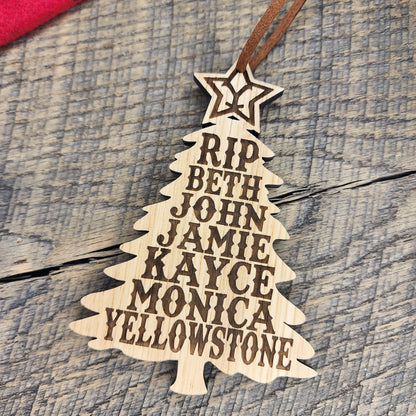 RIP
BETH
JOHN
JAMIE
KAYCE
MONICA
YELLOWSTONE